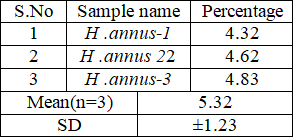 S.No Sample name Percentage
1 H .annus-1 4.32
2 H .annus 22 4.62
3 H .annus-3 4.83
Mean(n=3) 5.32
SD ±1.23